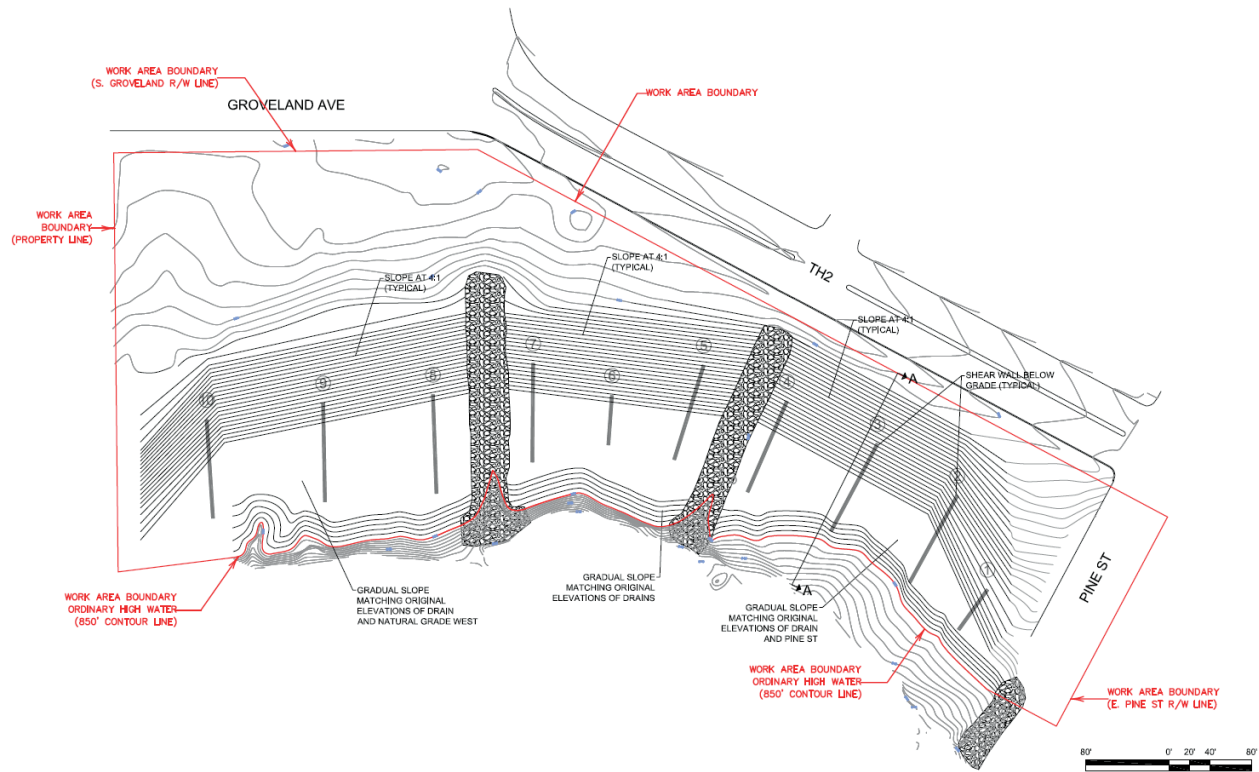 WORK AREA BOUNDARY
(S. GROVELAND R/W LINE)
GROVELAND AVE
WORK AREA BOUNDARY
WORK AREA
BOUNDARY
(PROPERTY LINE)
SLOPE AT 4:1
(TYPICAL)
SLOPE AT 4:1
(TYPICAL)
TH2
SLOPE AT 4:1
(TYPICAL)
SHEAR WALL BELOW
GRADE (TYPICAL)
A
10
9
8
7
6
5
4
3
2
1
PINE ST
A
GRADUAL SLOPE
MATCHING ORIGINAL
ELEVATIONS OF DRAIN
AND NATURAL GRADE WEST
GRADUAL SLOPE
MATCHING ORIGINAL
ELEVATIONS OF DRAINS
GRADUAL SLOPE
MATCHING ORIGINAL
ELEVATIONS OF DRAIN
AND PINE ST
WORK AREA BOUNDARY
ORDINARY HIGH WATER
(850' CONTOUR LINE)
WORK AREA BOUNDARY
ORDINARY HIGH WATER
(850' CONTOUR LINE)
WORK AREA BOUNDARY
(E. PINE ST R/W LINE)
80' 0' 20' 40' 80'